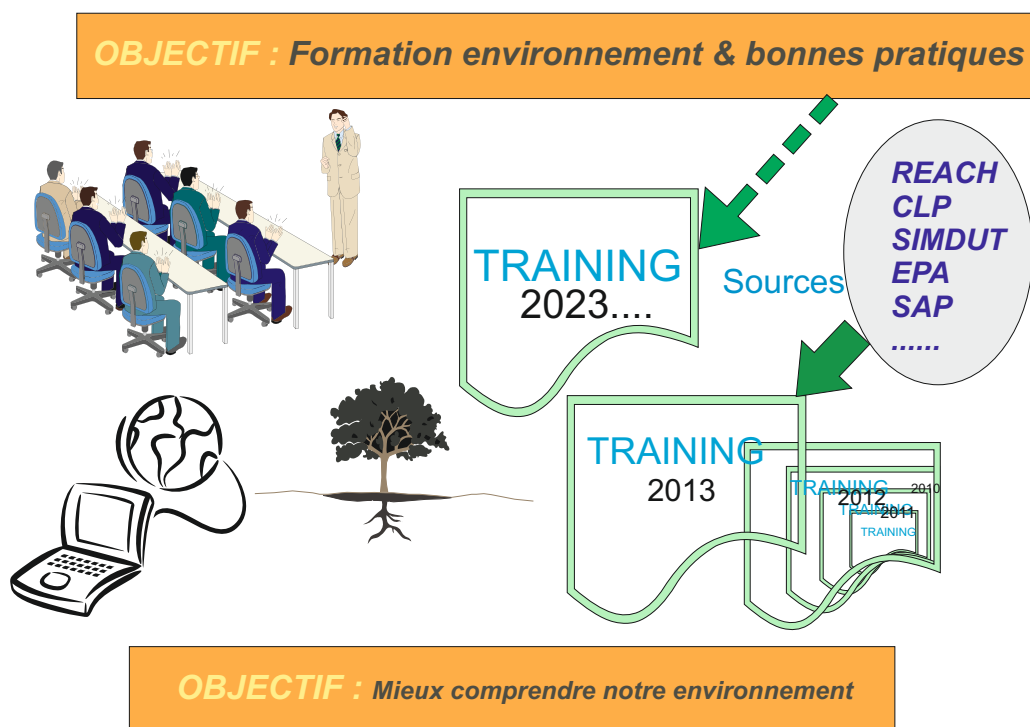 OBJECTIF : Formation environnement & bonnes pratiques
TRAINING
2023....
Sources
REACH
CLP
SIMDUT
EPA
SAP
......
TRAINING
2013
TRAINING
2012
2010
TRAINING
2011
TRAINING
OBJECTIF : Mieux comprendre notre environnement